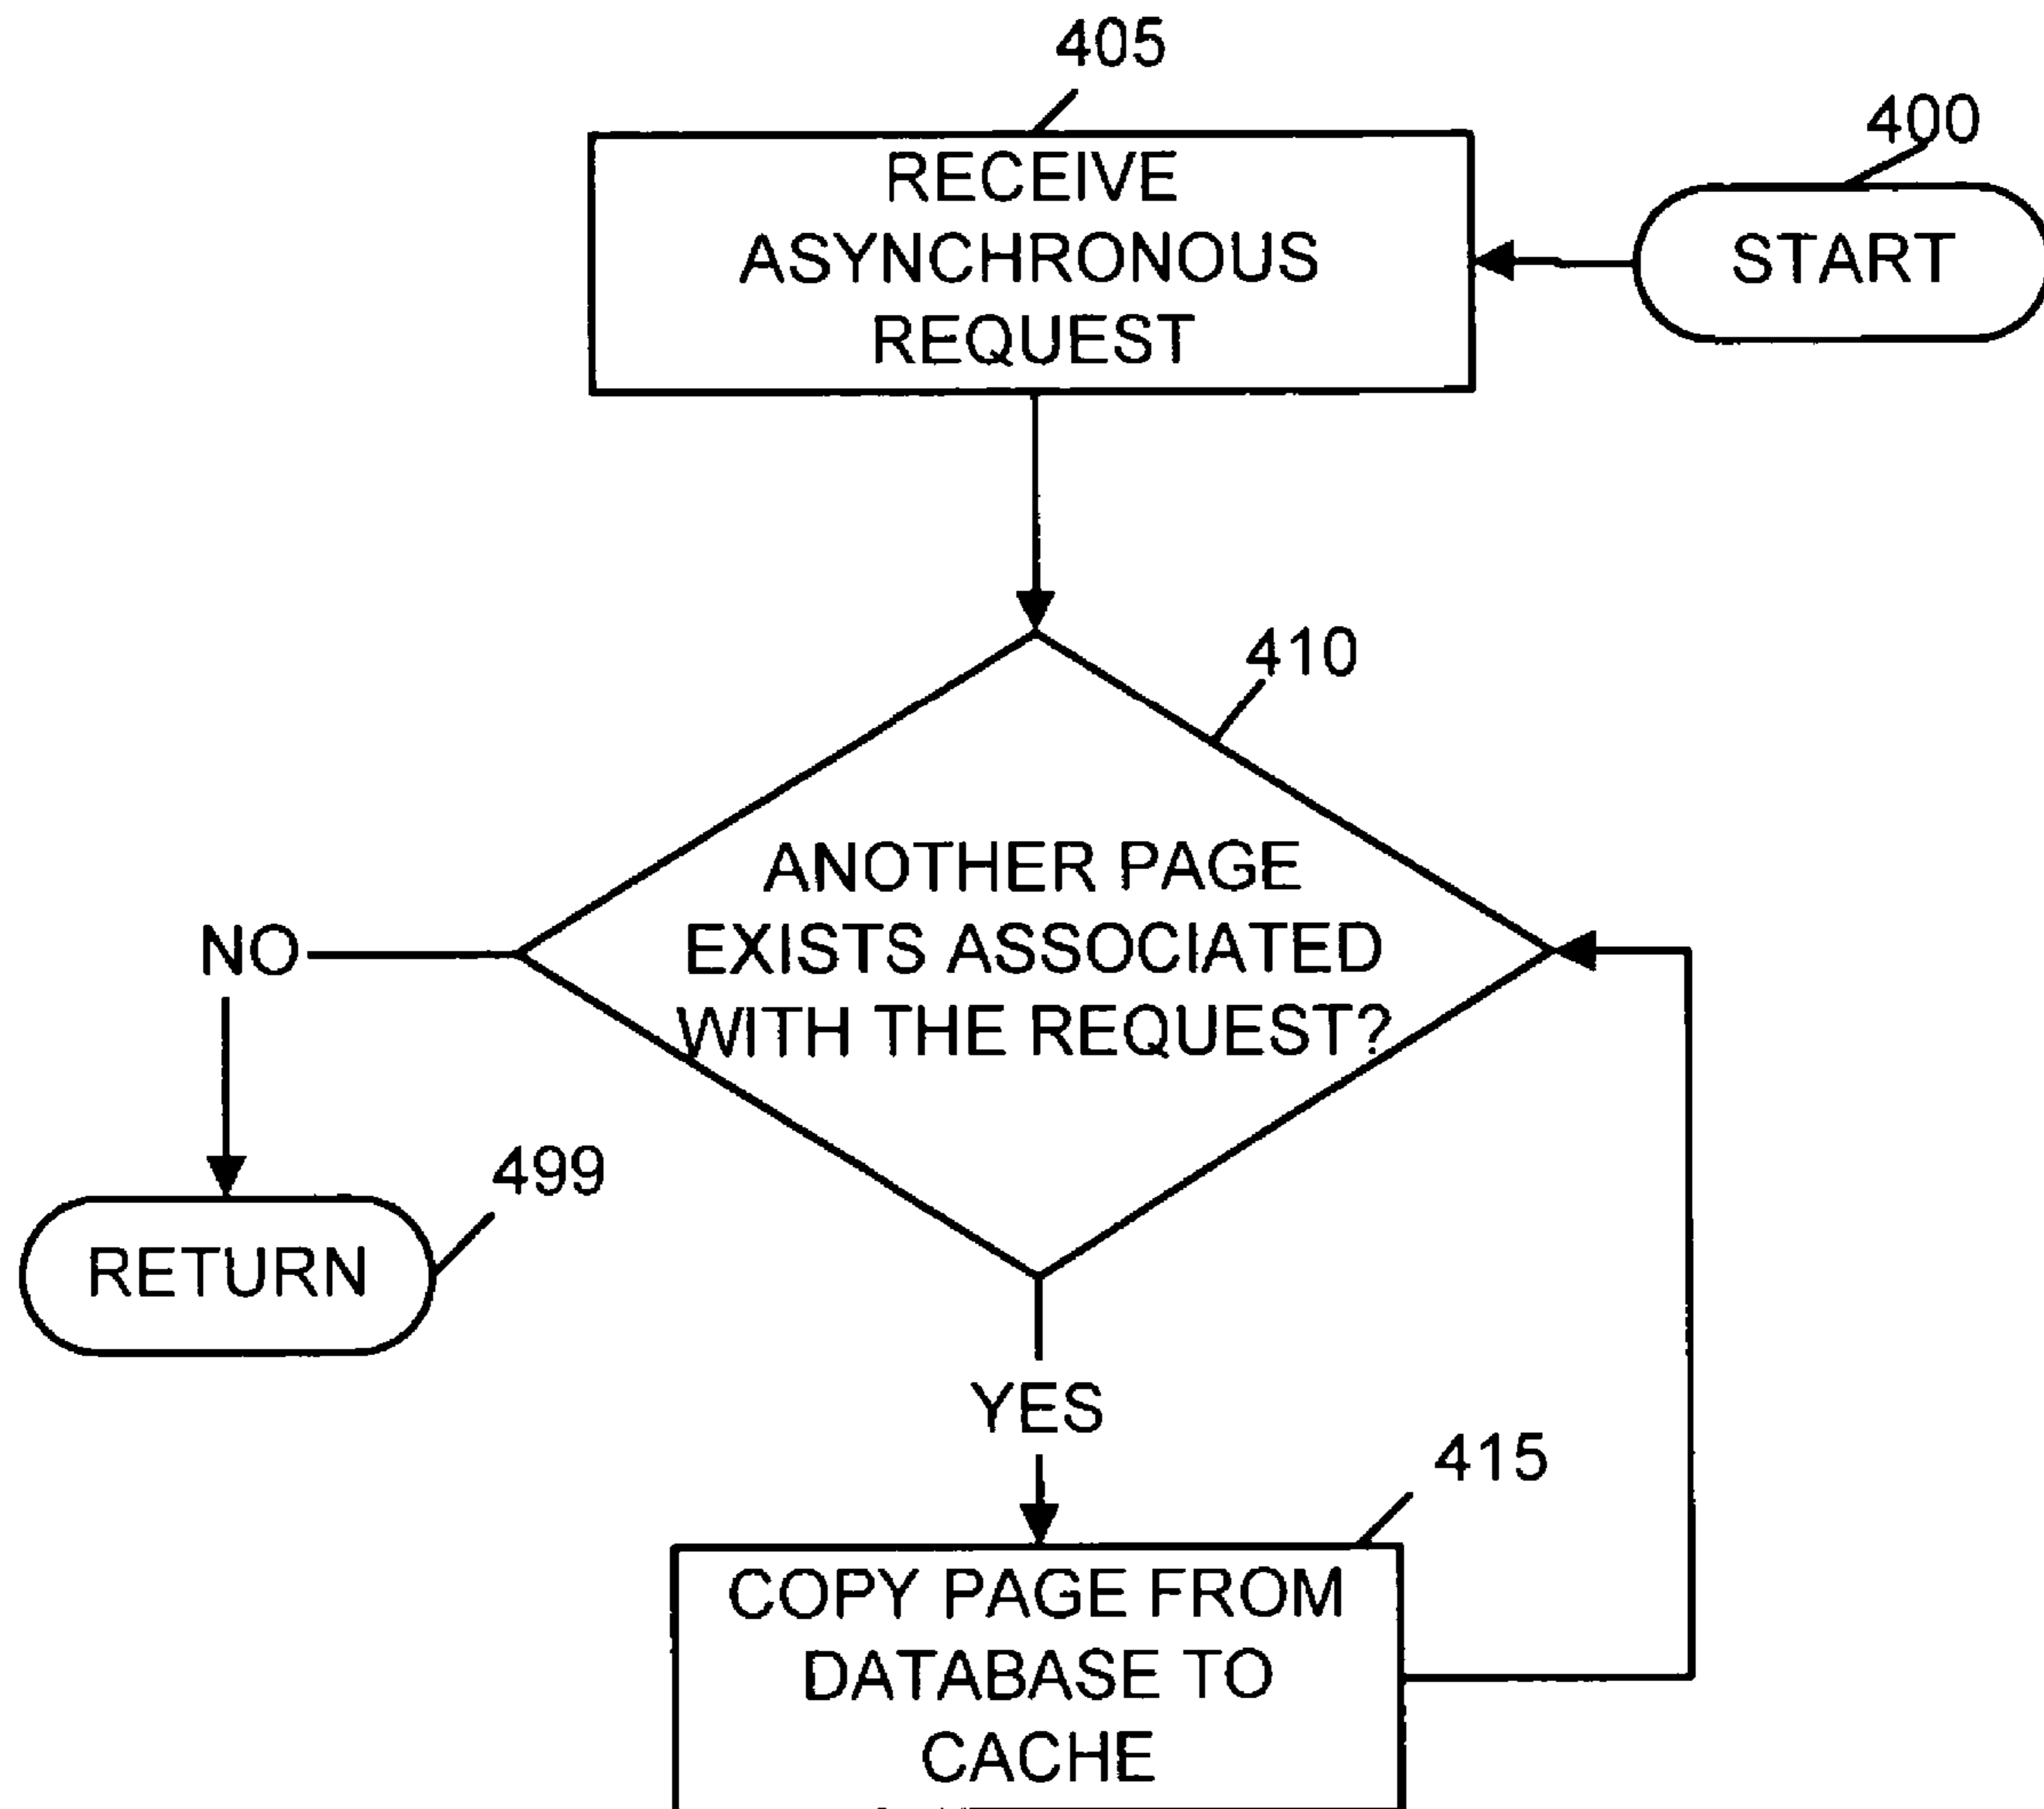 405
400
RECEIVE
ASYNCHRONOUS
REQUEST
START
410
ANOTHER PAGE
EXISTS ASSOCIATED
WITH THE REQUEST?
NO
499
RETURN
YES
415
COPY PAGE FROM
DATABASE TO
CACHE